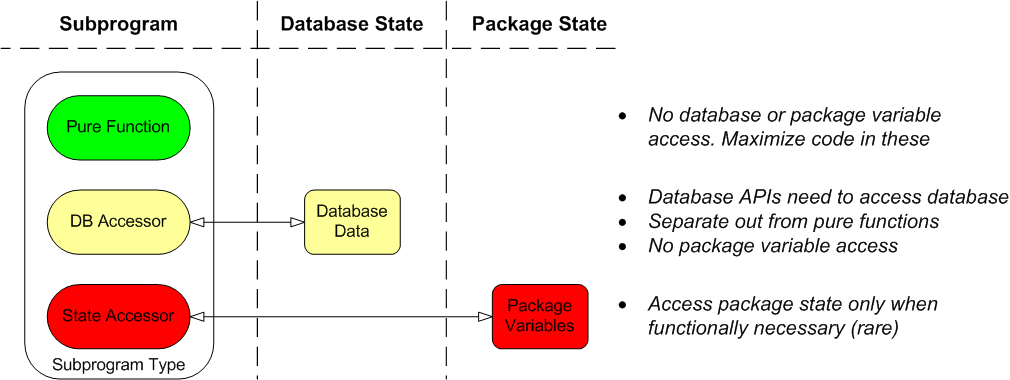 Subprogram
Database State
Package State
Pure Function
• No database or package variable
access. Maximize code in these
DB Accessor
Database
Data
• Database APIs need to access database
• Separate out from pure functions
• No package variable access
State Accessor
Package
Variables
• Access package state only when
functionally necessary (rare)
Subprogram Type